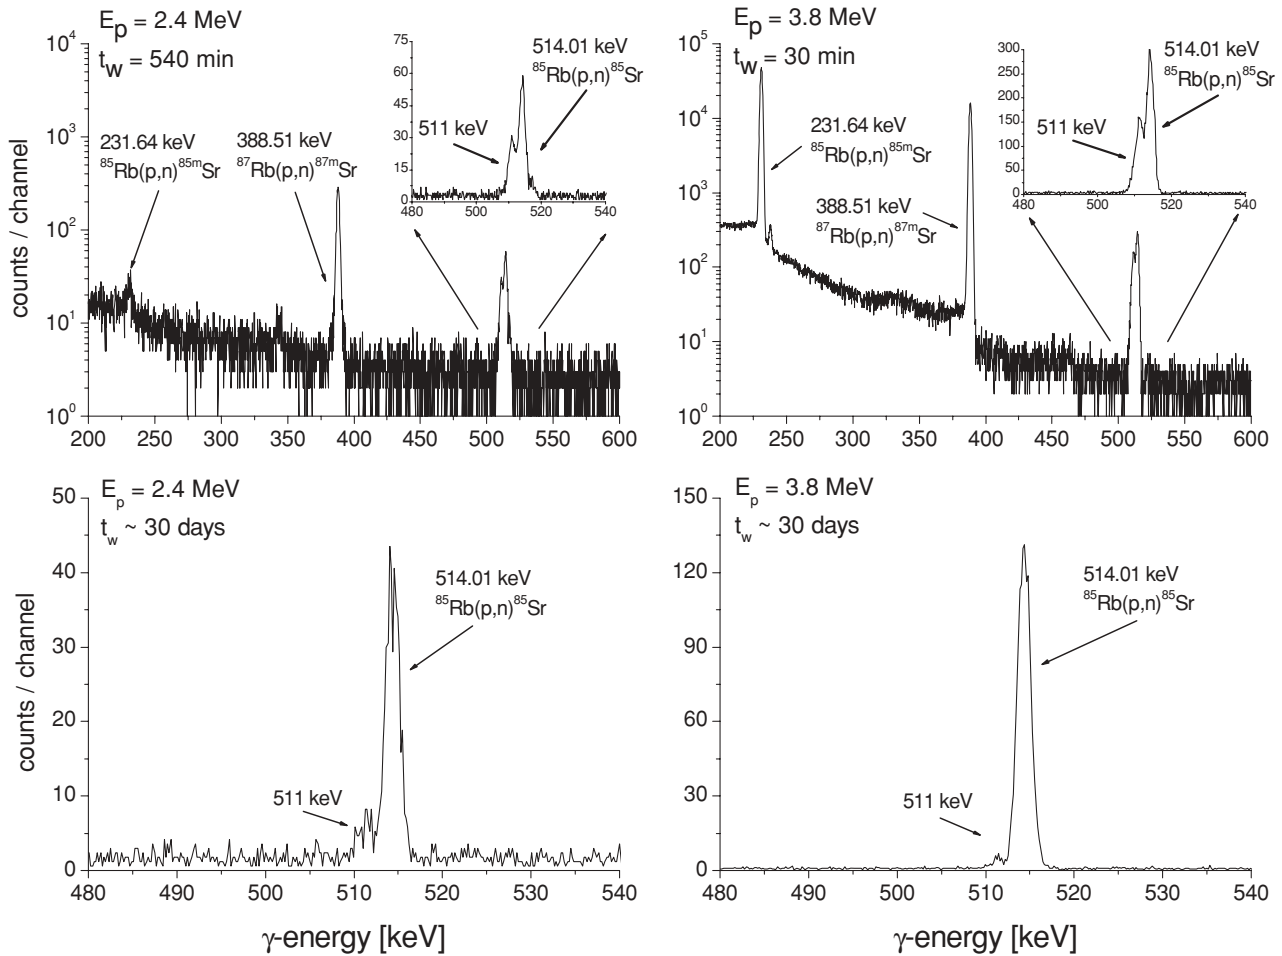 E_p = 2.4 MeV
t_w = 540 min
10^4
10^3
10^2
10^1
10^0
counts / channel
231.64 keV
^85Rb(p,n)^85mSr
388.51 keV
^87Rb(p,n)^87mSr
75
60
45
30
15
0
511 keV
514.01 keV
^85Rb(p,n)^85Sr
480 500 520 540
200 250 300 350 400 450 500 550 600
E_p = 3.8 MeV
t_w = 30 min
10^5
10^4
10^3
10^2
10^1
10^0
231.64 keV
^85Rb(p,n)^85mSr
388.51 keV
^87Rb(p,n)^87mSr
300
250
200
150
100
50
0
511 keV
514.01 keV
^85Rb(p,n)^85Sr
480 500 520 540
200 250 300 350 400 450 500 550 600
E_p = 2.4 MeV
t_w ~ 30 days
50
40
30
20
10
0
counts / channel
514.01 keV
^85Rb(p,n)^85Sr
511 keV
480 490 500 510 520 530 540
γ-energy [keV]
E_p = 3.8 MeV
t_w ~ 30 days
150
120
90
60
30
0
514.01 keV
^85Rb(p,n)^85Sr
511 keV
480 490 500 510 520 530 540
γ-energy [keV]